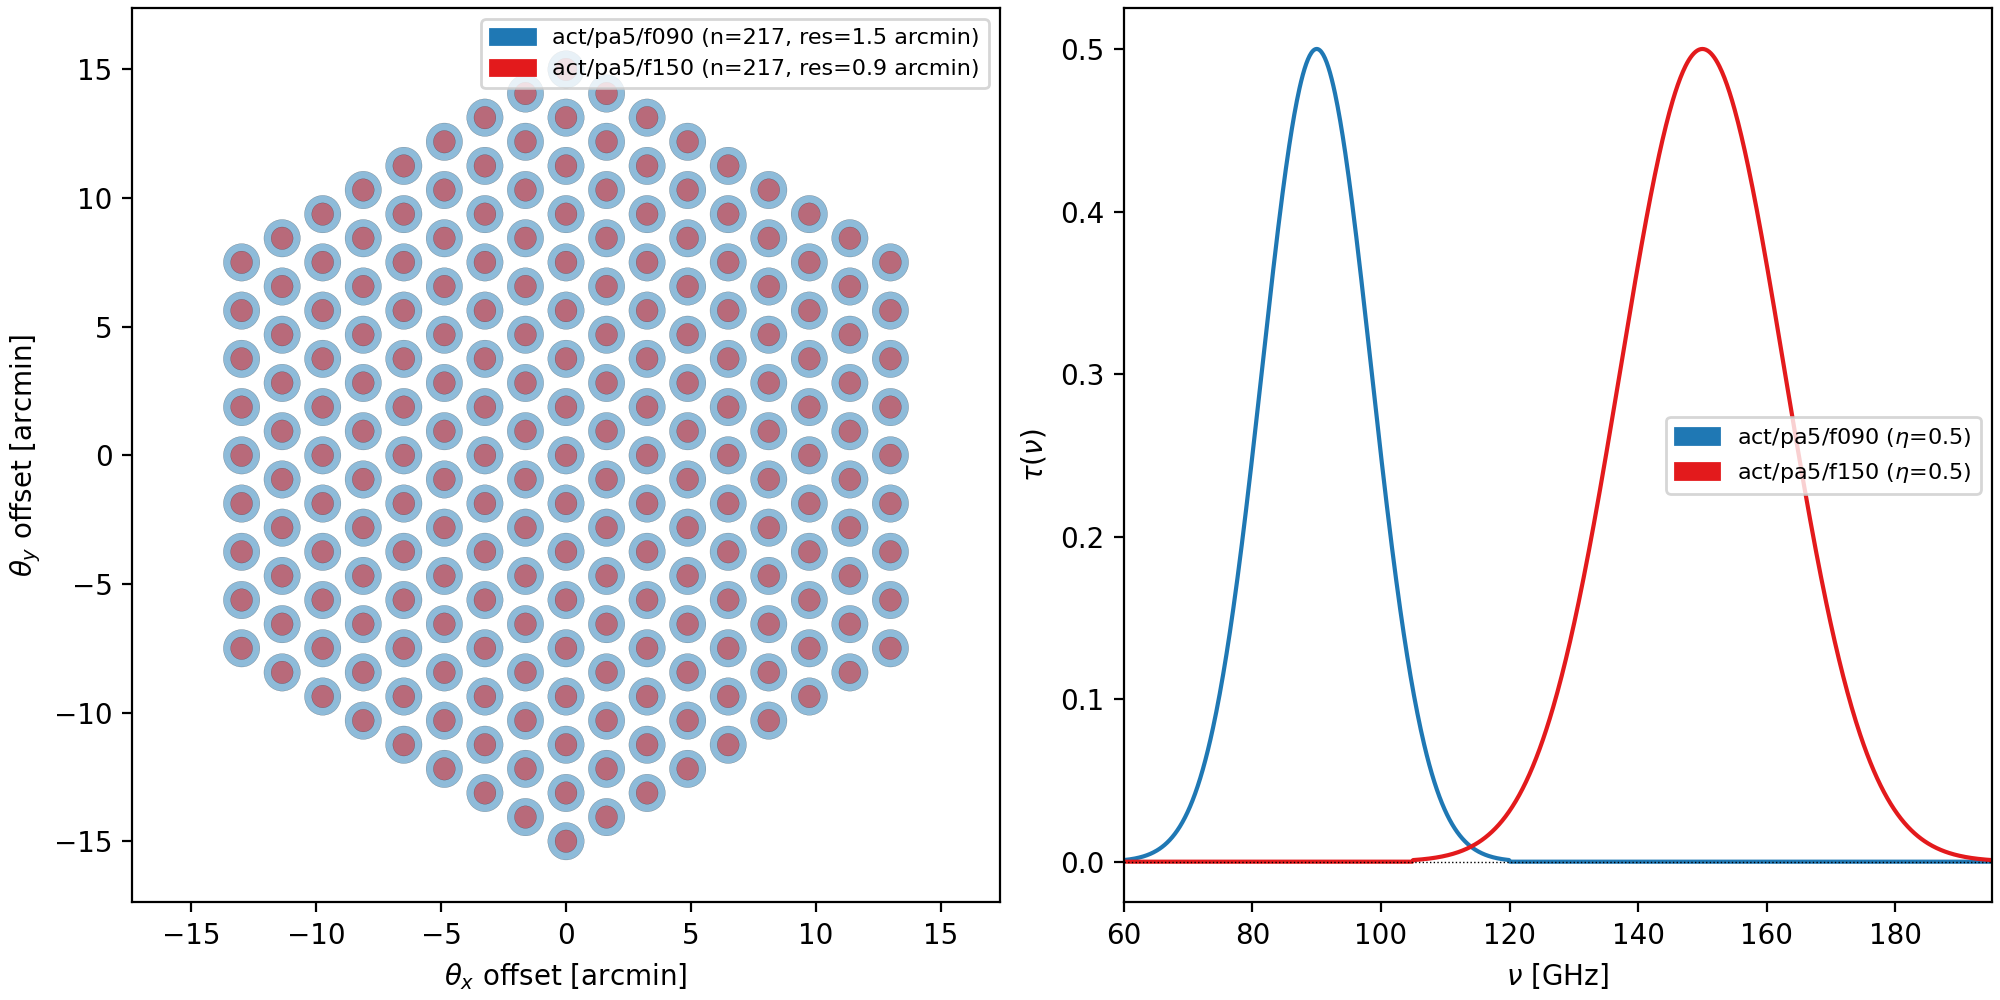 act/pa5/f090 (n=217, res=1.5 arcmin)
act/pa5/f150 (n=217, res=0.9 arcmin)
15
10
5
0
−5
−10
−15
θy offset [arcmin]
−15 −10 −5 0 5 10 15
θx offset [arcmin]
0.5
0.4
0.3
0.2
0.1
0.0
τ(ν)
act/pa5/f090 (η=0.5)
act/pa5/f150 (η=0.5)
60 80 100 120 140 160 180
ν [GHz]